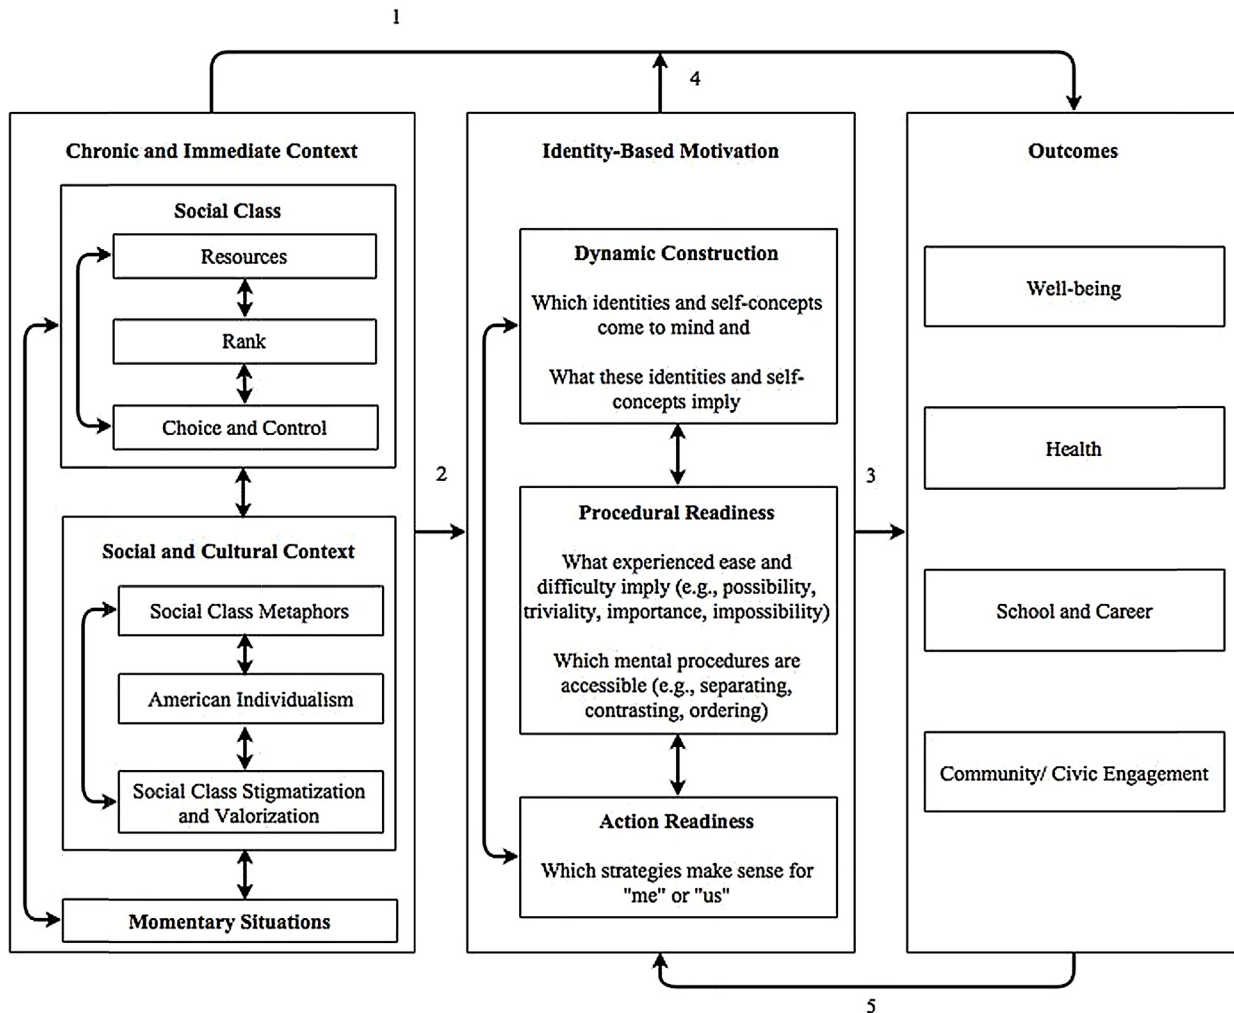 1
4
Chronic and Immediate Context
Social Class
Resources
Rank
Choice and Control
Social and Cultural Context
Social Class Metaphors
American Individualism
Social Class Stigmatization
and Valorization
Momentary Situations
2
Identity-Based Motivation
Dynamic Construction
Which identities and self-concepts
come to mind and
What these identities and self-
concepts imply
Procedural Readiness
What experienced ease and
difficulty imply (e.g., possibility,
triviality, importance, impossibility)
Which mental procedures are
accessible (e.g., separating,
contrasting, ordering)
Action Readiness
Which strategies make sense for
"me" or "us"
3
Outcomes
Well-being
Health
School and Career
Community/ Civic Engagement
5